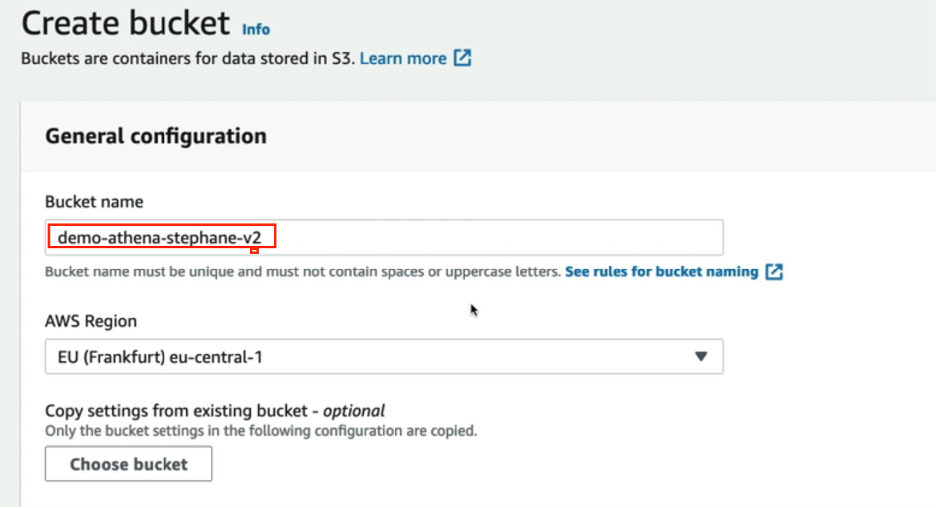 Create bucket Info
Buckets are containers for data stored in S3. Learn more
General configuration
Bucket name
demo-athena-stephane-v2
Bucket name must be unique and must not contain spaces or uppercase letters. See rules for bucket naming
AWS Region
EU (Frankfurt) eu-central-1
Copy settings from existing bucket - optional
Only the bucket settings in the following configuration are copied.
Choose bucket